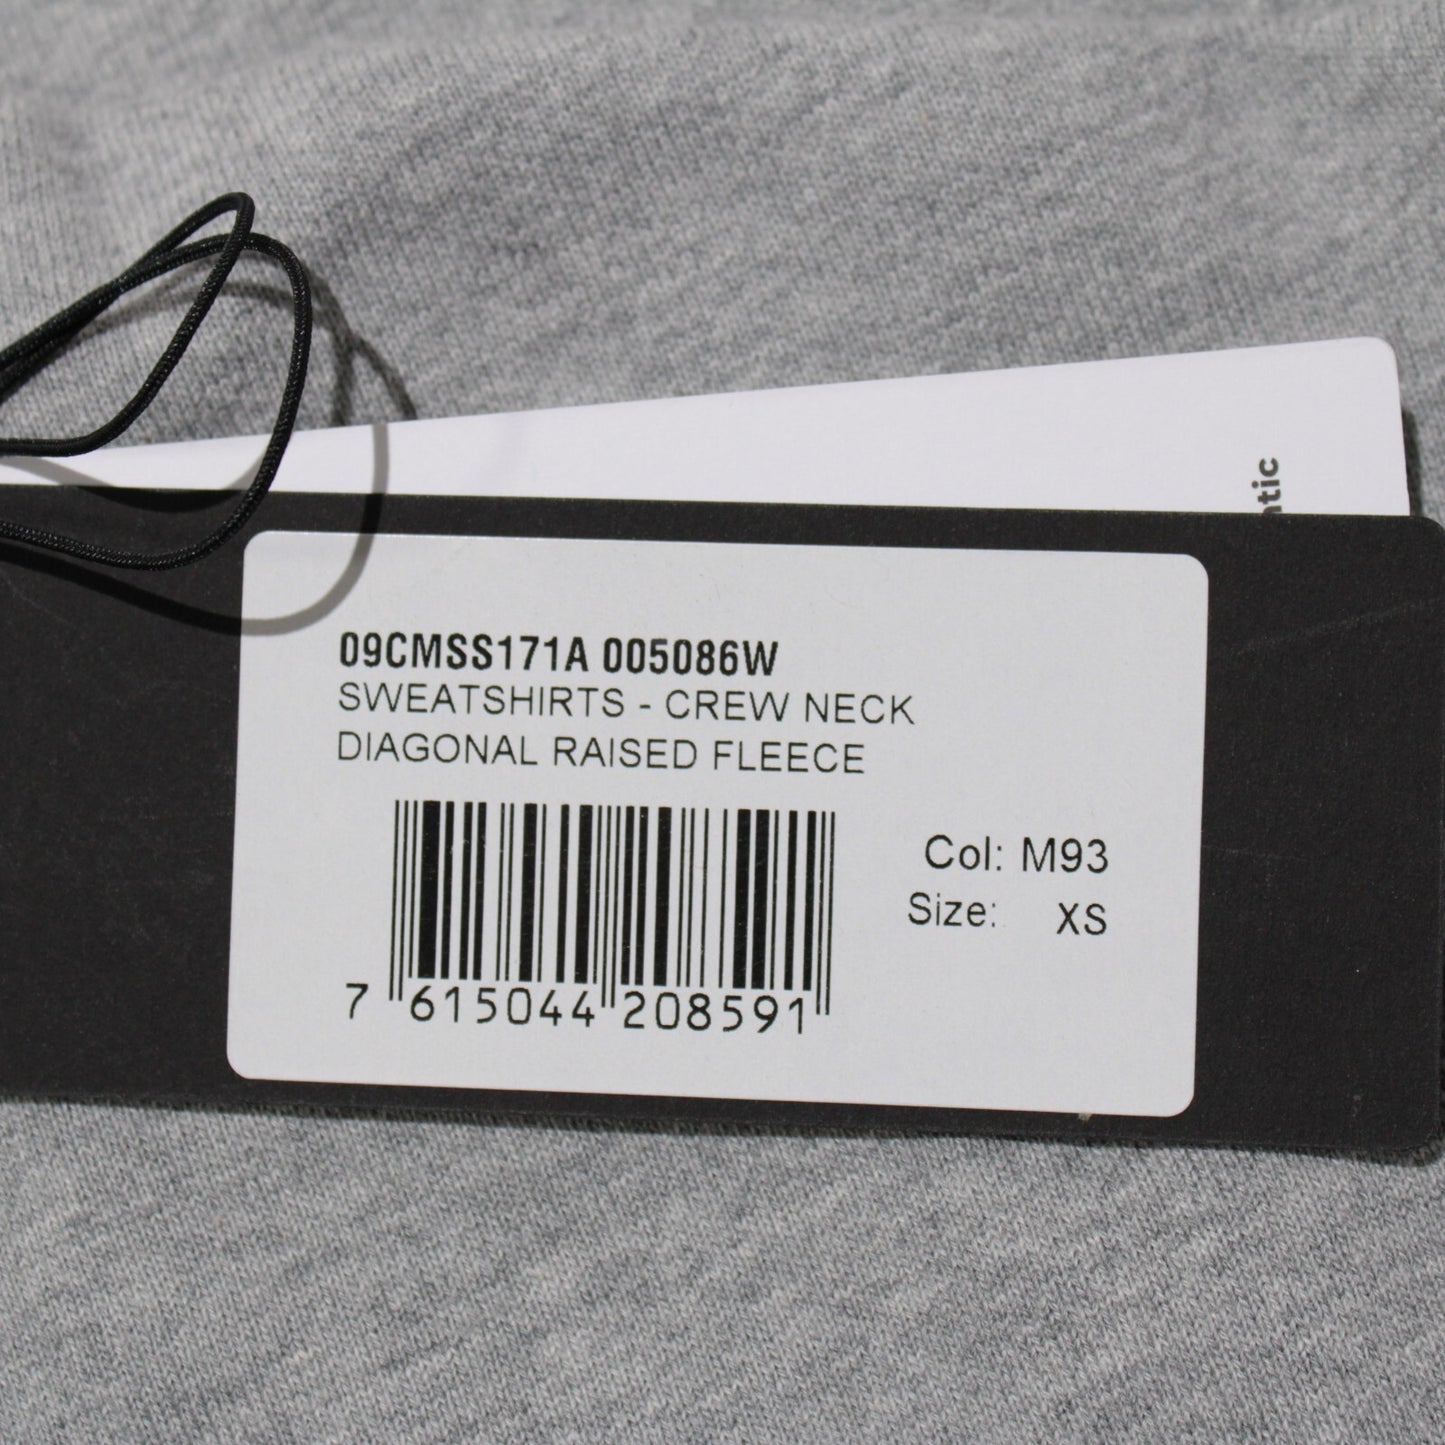 09CMSS171A 005086W
SWEATSHIRTS - CREW NECK
DIAGONAL RAISED FLEECE
Col: M93
Size: XS
7 615044 208591